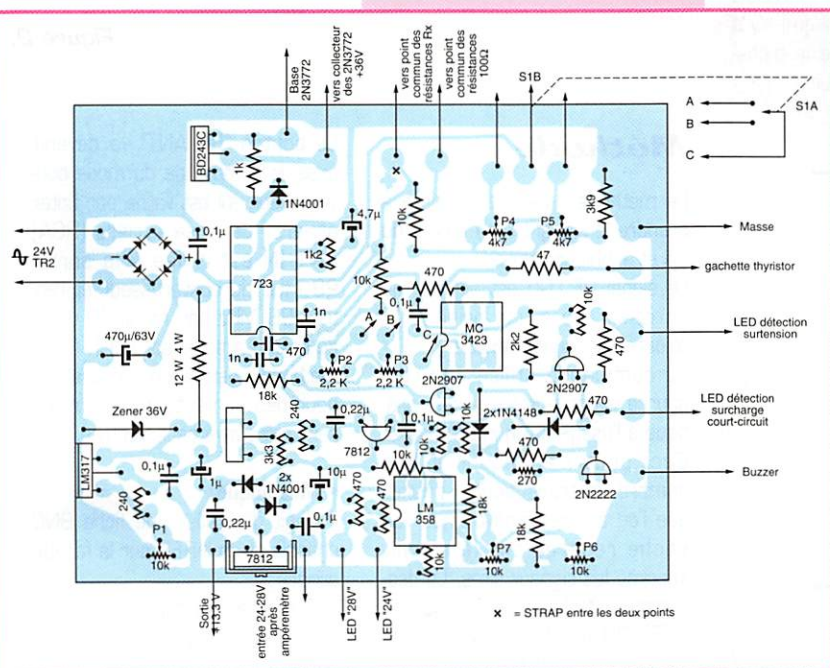 Base
2N3772
vers collecteur
des 2N3772
+36V
vers point
commun des
résistances Rx
vers point
commun des
résistances
100Ω
S1B
S1A
A
B
C
BD243C
1k
1N4001
4,7µ
10k
P4
4k7
P5
4k7
3k9
Masse
24V
TR2
-
+
0,1µ
723
1k2
10k
470
47
gachette thyristor
0,1µ
MC
3423
10k
LED détection
surtension
470µ/63V
12 W 4 W
1n
1n
470
A
B
C
P2
2,2 K
P3
2,2 K
2k2
2N2907
470
18k
2N2907
Zener 36V
240
0,22µ
0,1µ
10k
2x1N4148
470
LED détection
surcharge
court-circuit
7812
10k
LM317
0,1µ
1µ
3k3
2x
1N4001
10µ
10k
470
270
2N2222
Buzzer
240
0,22µ
0,1µ
470
470
LM
358
18k
18k
P1
10k
7812
10k
P7
10k
P6
10k
Sortie
+13,3 V
entrée 24-28V
après
ampéremètre
LED "28V"
LED "24V"
x = STRAP entre les deux points